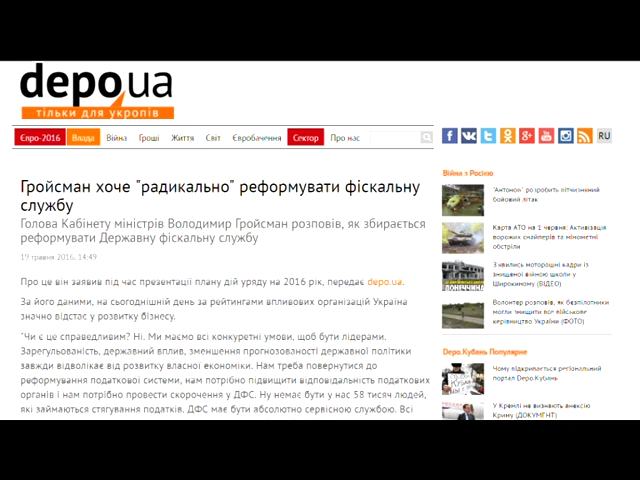 depo.ua
тільки для укропів
Євро-2016 Влада Війна Гроші Життя Світ Євробачення Сектор Про нас
RU
Гройсман хоче "радикально" реформувати фіскальну
службу
Голова Кабінету міністрів Володимир Гройсман розповів, як збирається
реформувати Державну фіскальну службу
19 травня 2016, 14:49
Про це він заявив під час презентації плану дій уряду на 2016 рік, передає depo.ua.
За його даними, на сьогоднішній день за рейтингами впливових організацій Україна
значно відстає у розвитку бізнесу.
"Чи є це справедливим? Ні. Ми маємо всі конкурентні умови, щоб бути лідерами.
Зарегульованість, державний вплив, зменшення прогнозованості державної політики
завжди відволікає від розвитку власної економіки. Нам треба повернутися до
реформування податкової системи, нам потрібно підвищити відповідальність податкових
органів і нам потрібно провести скорочення у ДФС. Ну немає бути у нас 58 тисяч людей,
які займаються стягування податків. ДФС має бути абсолютно сервісною службою. Всі
Війна з Росією
"Антонов" розробить вітчизняний
бойовий літак
Карта АТО на 1 червня: Активізація
ворожих снайперів та мінометні
обстріли
З'явились моторошні кадри із
знищеної війною школи у
Широкиному (ВІДЕО)
Волонтер розповів, як безпілотники
могли знищити все військове
керівництво України (ФОТО)
Depo.Кубань Популярне
Чому відкривається регіональний
портал Depo.Кубань
У Кремлі не визнають анексію
Криму (ДОКУМЕНТ)